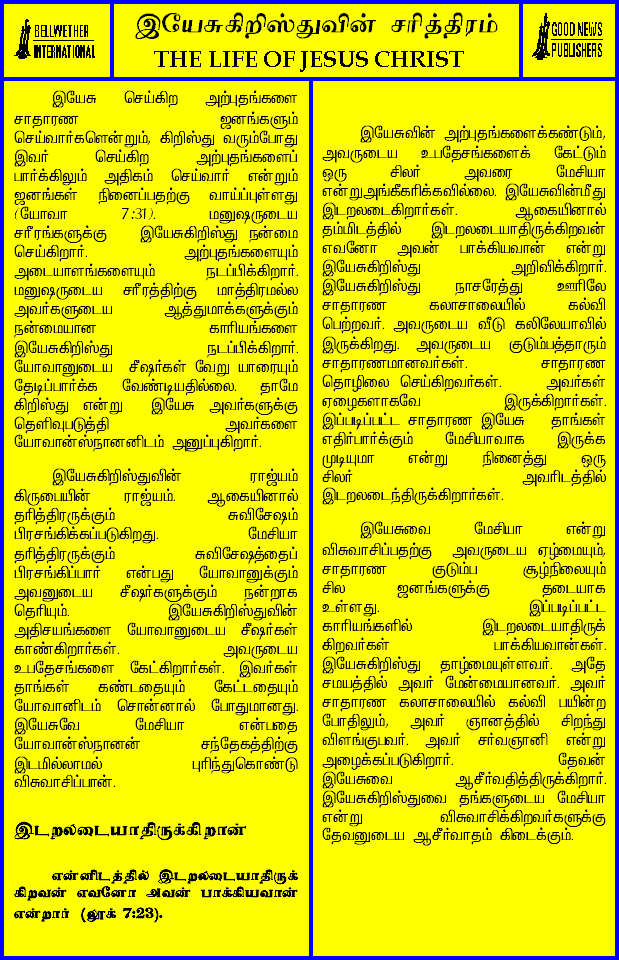 BELLWETHER
INTERNATIONAL
இயேசுகிறிஸ்துவின் சரித்திரம்
THE LIFE OF JESUS CHRIST
GOOD NEWS
PUBLISHERS
இயேசு செய்கிற அற்புதங்களை
சாதாரண ஜனங்களும்
செய்வார்களென்றும், கிறிஸ்து வரும்போது
இவர் செய்கிற அற்புதங்களைப்
பார்க்கிலும் அதிகம் செய்வார் என்றும்
ஜனங்கள் நினைப்பதற்கு வாய்ப்புள்ளது
(யோவா 7:31). மனுஷருடைய
சரீரங்களுக்கு இயேசுகிறிஸ்து நன்மை
செய்கிறார். அற்புதங்களையும்
அடையாளங்களையும் நடப்பிக்கிறார்.
மனுஷருடைய சரீரத்திற்கு மாத்திரமல்ல
அவர்களுடைய ஆத்துமாக்களுக்கும்
நன்மையான காரியங்களை
இயேசுகிறிஸ்து நடப்பிக்கிறார்.
யோவானுடைய சீஷர்கள் வேறு யாரையும்
தேடிப்பார்க்க வேண்டியதில்லை. தாமே
கிறிஸ்து என்று இயேசு அவர்களுக்கு
தெளிவுபடுத்தி அவர்களை
யோவான்ஸ்நானனிடம் அனுப்புகிறார்.
இயேசுகிறிஸ்துவின் ராஜ்யம்
கிருபையின் ராஜ்யம். ஆகையினால்
தரித்திரருக்கும் சுவிசேஷம்
பிரசங்கிக்கப்படுகிறது. மேசியா
தரித்திரருக்கும் சுவிசேஷத்தைப்
பிரசங்கிப்பார் என்பது யோவானுக்கும்
அவனுடைய சீஷர்களுக்கும் நன்றாக
தெரியும். இயேசுகிறிஸ்துவின்
அதிசயங்களை யோவானுடைய சீஷர்கள்
காண்கிறார்கள். அவருடைய
உபதேசங்களை கேட்கிறார்கள். இவர்கள்
தாங்கள் கண்டதையும் கேட்டதையும்
யோவானிடம் சொன்னால் போதுமானது.
இயேசுவே மேசியா என்பதை
யோவான்ஸ்நானன் சந்தேகத்திற்கு
இடமில்லாமல் புரிந்துகொண்டு
விசுவாசிப்பான்.
இடறலடையாதிருக்கிறான்
என்னிடத்தில் இடறலடையாதிருக்
கிறவன் எவனோ அவன் பாக்கியவான்
என்றார் (லூக் 7:23).
இயேசுவின் அற்புதங்களைக்கண்டும்,
அவருடைய உபதேசங்களைக் கேட்டும்
ஒரு சிலர் அவரை மேசியா
என்றுஅங்கீகரிக்கவில்லை. இயேசுவின்மீது
இடறலடைகிறார்கள். ஆகையினால்
தம்மிடத்தில் இடறலடையாதிருக்கிறவன்
எவனோ அவன் பாக்கியவான் என்று
இயேசுகிறிஸ்து அறிவிக்கிறார்.
இயேசுகிறிஸ்து நாசரேத்து ஊரிலே
சாதாரண கலாசாலையில் கல்வி
பெற்றவர். அவருடைய வீடு கலிலேயாவில்
இருக்கிறது. அவருடைய குடும்பத்தாரும்
சாதாரணமானவர்கள். சாதாரண
தொழிலை செய்கிறவர்கள். அவர்கள்
ஏழைகளாகவே இருக்கிறார்கள்.
இப்படிப்பட்ட சாதாரண இயேசு தாங்கள்
எதிர்பார்க்கும் மேசியாவாக இருக்க
முடியுமா என்று நினைத்து ஒரு
சிலர் அவரிடத்தில்
இடறலடைந்திருக்கிறார்கள்.
இயேசுவை மேசியா என்று
விசுவாசிப்பதற்கு அவருடைய ஏழ்மையும்,
சாதாரண குடும்ப சூழ்நிலையும்
சில ஜனங்களுக்கு தடையாக
உள்ளது. இப்படிப்பட்ட
காரியங்களில் இடறலடையாதிருக்
கிறவர்கள் பாக்கியவான்கள்.
இயேசுகிறிஸ்து தாழ்மையுள்ளவர். அதே
சமயத்தில் அவர் மேன்மையானவர். அவர்
சாதாரண கலாசாலையில் கல்வி பயின்ற
போதிலும், அவர் ஞானத்தில் சிறந்து
விளங்குபவர். அவர் சர்வஞானி என்று
அழைக்கப்படுகிறார். தேவன்
இயேசுவை ஆசீர்வதித்திருக்கிறார்.
இயேசுகிறிஸ்துவை தங்களுடைய மேசியா
என்று விசுவாசிக்கிறவர்களுக்கு
தேவனுடைய ஆசீர்வாதம் கிடைக்கும்.